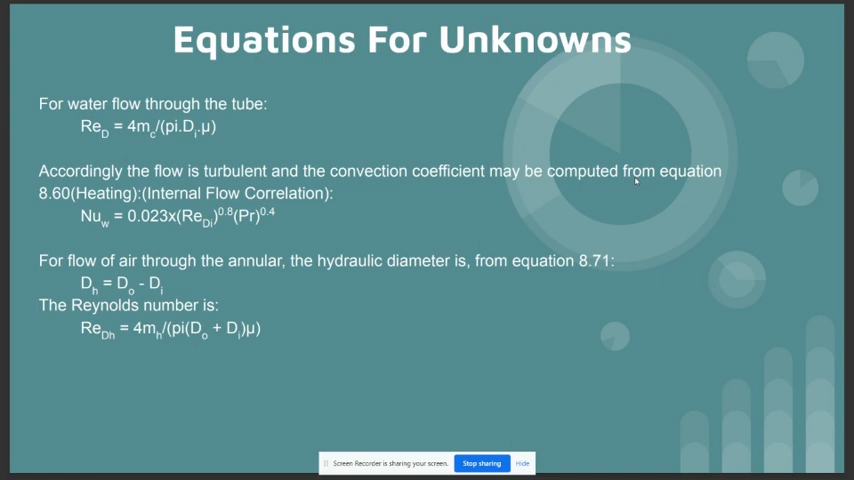 Equations For Unknowns
For water flow through the tube:
Re_D = 4m_c/(pi.D_i.µ)
Accordingly the flow is turbulent and the convection coefficient may be computed from equation
8.60(Heating):(Internal Flow Correlation):
Nu_w = 0.023x(Re_Di)^0.8(Pr)^0.4
For flow of air through the annular, the hydraulic diameter is, from equation 8.71:
D_h = D_o - D_i
The Reynolds number is:
Re_Dh = 4m_h/(pi(D_o + D_i)µ)
Screen Recorder is sharing your screen. Stop sharing Hide